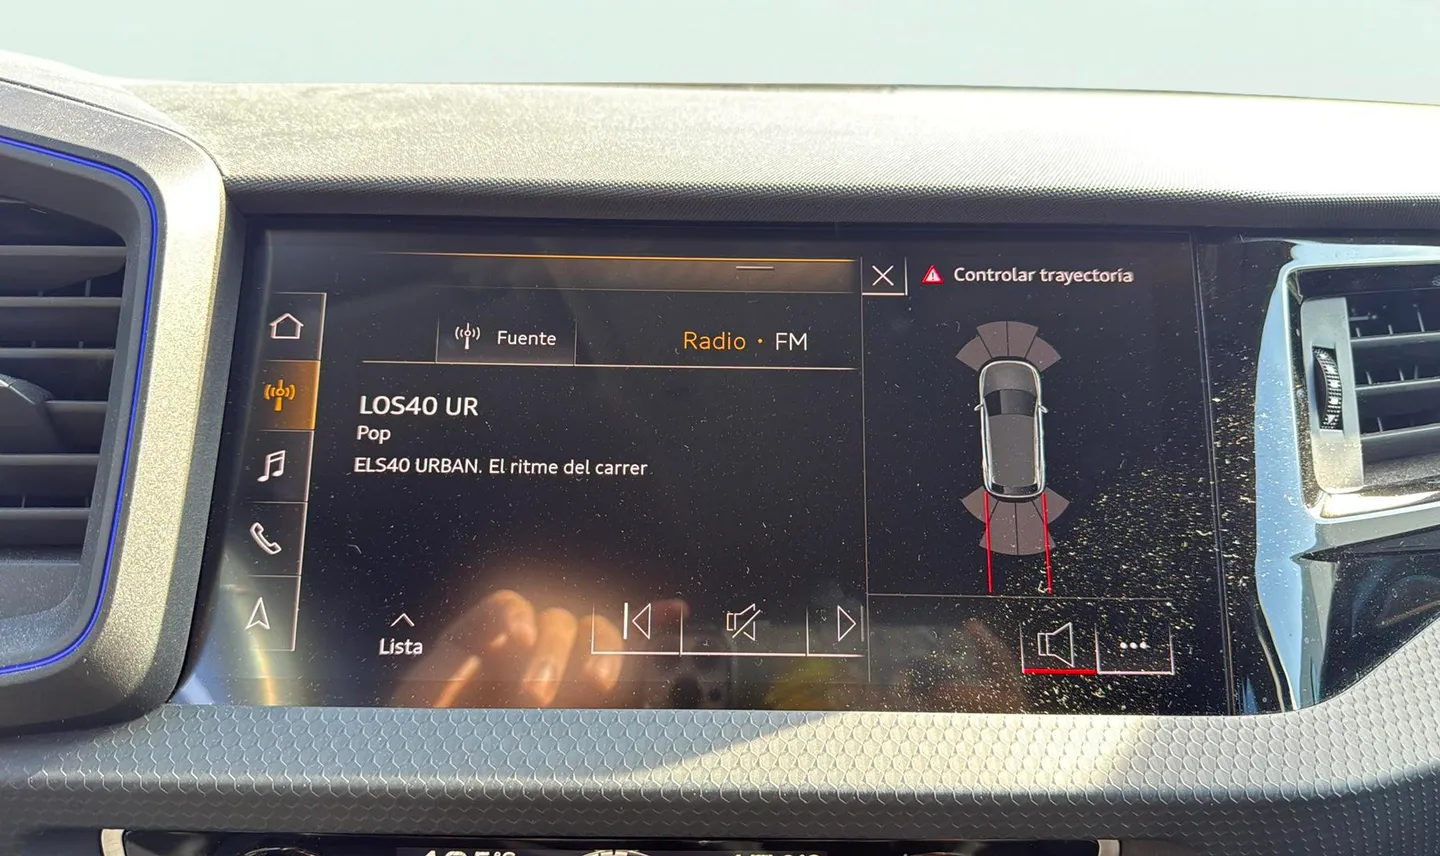 Controlar trayectoria
Fuente
Radio • FM
LOS40 UR
Pop
ELS40 URBAN. El ritme del carrer
Lista